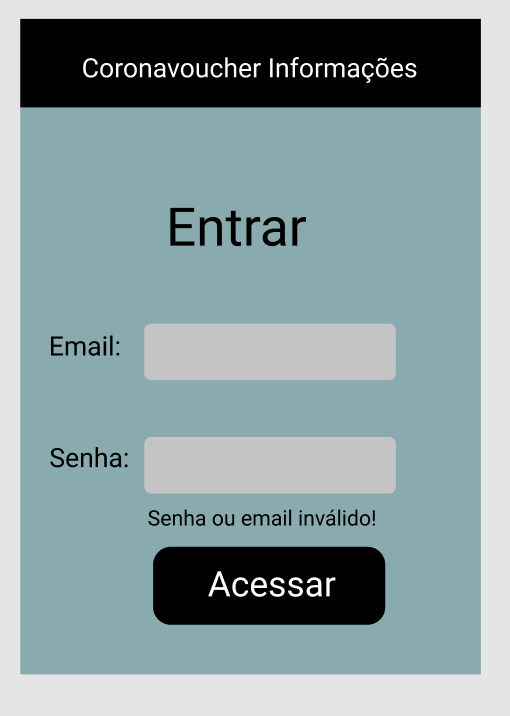 Coronavoucher Informações
Entrar
Email:
Senha:
Senha ou email inválido!
Acessar